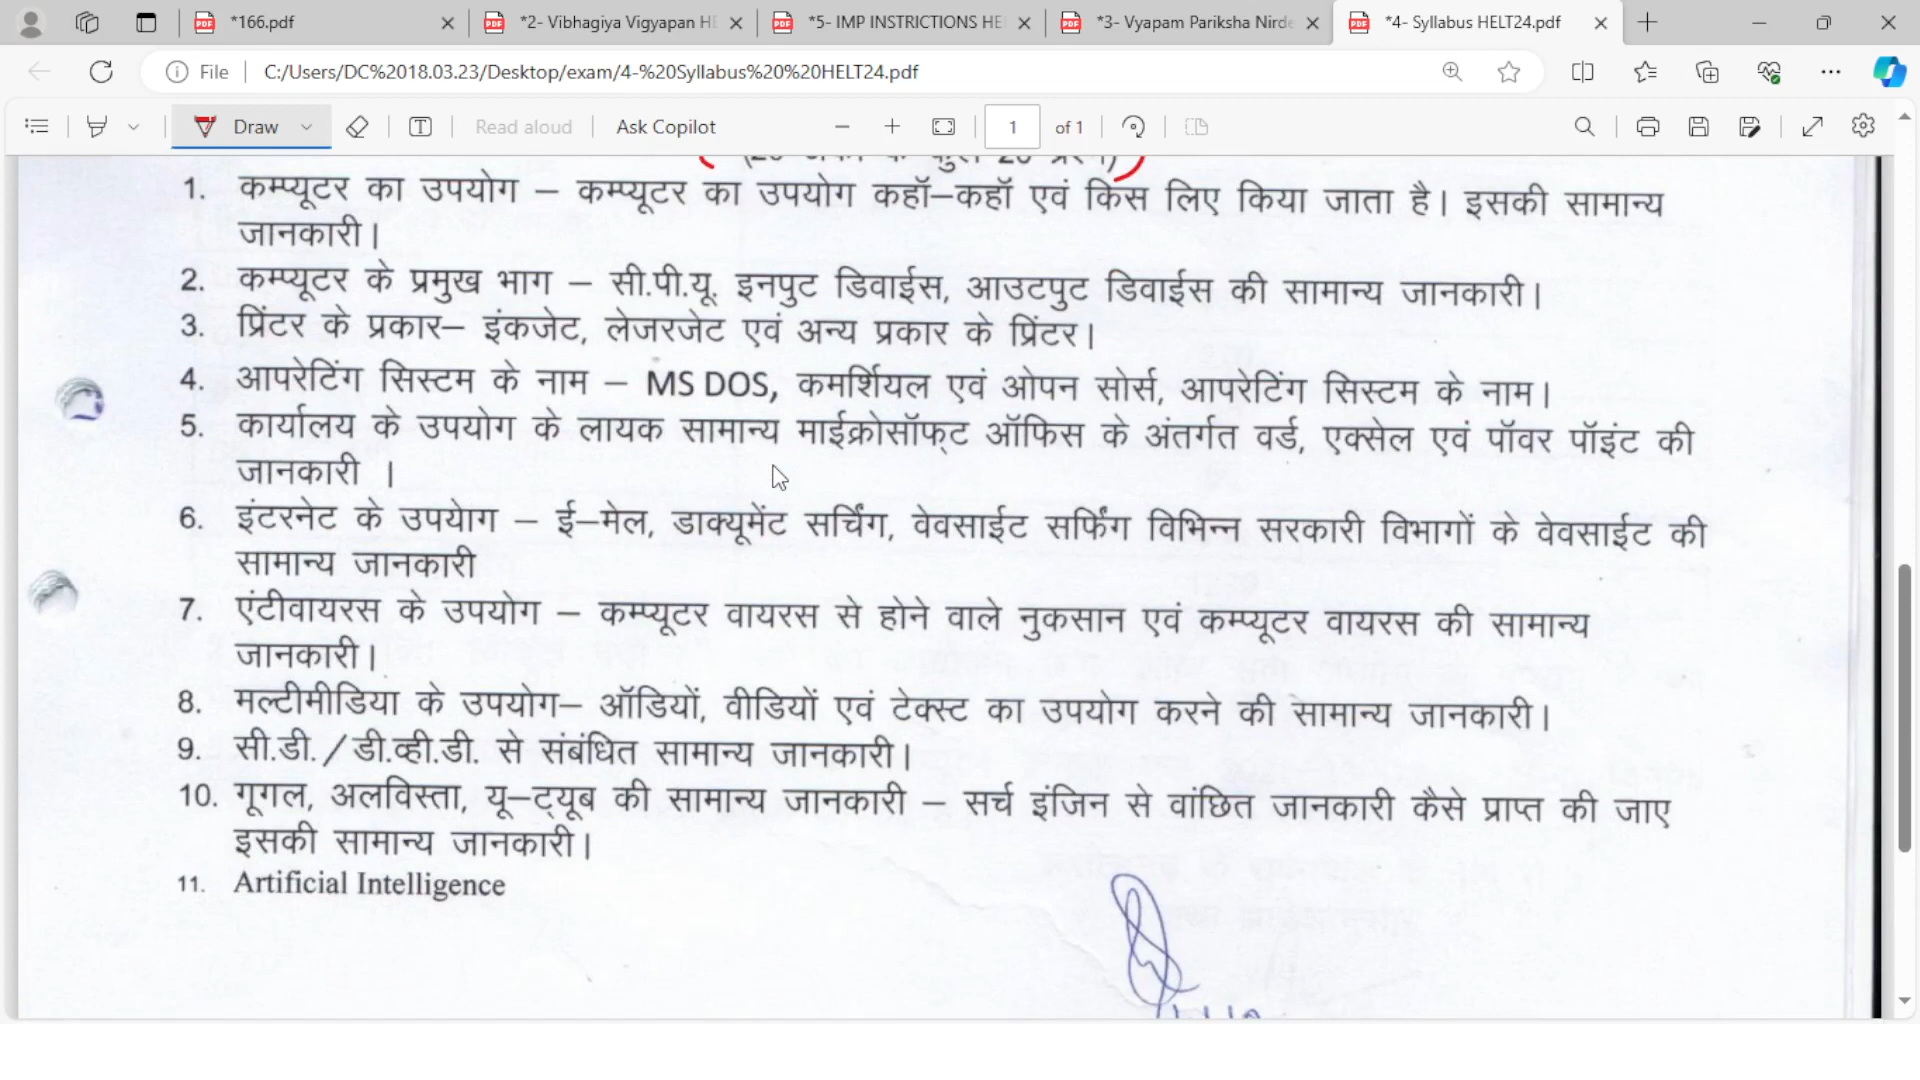 *166.pdf
*2- Vibhagiya Vigyapan HE
*5- IMP INSTRICTIONS HE
*3- Vyapam Pariksha Nirde
*4- Syllabus HELT24.pdf
File
C:/Users/DC%2018.03.23/Desktop/exam/4-%20Syllabus%20%20HELT24.pdf
Draw
Read aloud
Ask Copilot
1
of 1
1. कम्प्यूटर का उपयोग – कम्प्यूटर का उपयोग कहॉ–कहॉ एवं किस लिए किया जाता है। इसकी सामान्य
जानकारी।
2. कम्प्यूटर के प्रमुख भाग – सी.पी.यू. इनपुट डिवाईस, आउटपुट डिवाईस की सामान्य जानकारी।
3. प्रिंटर के प्रकार– इंकजेट, लेजरजेट एवं अन्य प्रकार के प्रिंटर।
4. आपरेटिंग सिस्टम के नाम – MS DOS, कमर्शियल एवं ओपन सोर्स, आपरेटिंग सिस्टम के नाम।
5. कार्यालय के उपयोग के लायक सामान्य माईक्रोसॉफ्ट ऑफिस के अंतर्गत वर्ड, एक्सेल एवं पॉवर पॉइंट की
जानकारी ।
6. इंटरनेट के उपयेाग – ई–मेल, डाक्यूमेंट सर्चिंग, वेवसाईट सर्फिंग विभिन्न सरकारी विभागों के वेवसाईट की
सामान्य जानकारी
7. एंटीवायरस के उपयोग – कम्प्यूटर वायरस से होने वाले नुकसान एवं कम्प्यूटर वायरस की सामान्य
जानकारी।
8. मल्टीमीडिया के उपयोग– ऑडियों, वीडियों एवं टेक्स्ट का उपयोग करने की सामान्य जानकारी।
9. सी.डी./डी.व्ही.डी. से संबंधित सामान्य जानकारी।
10. गूगल, अलविस्ता, यू–ट्यूब की सामान्य जानकारी – सर्च इंजिन से वांछित जानकारी कैसे प्राप्त की जाए
इसकी सामान्य जानकारी।
11. Artificial Intelligence